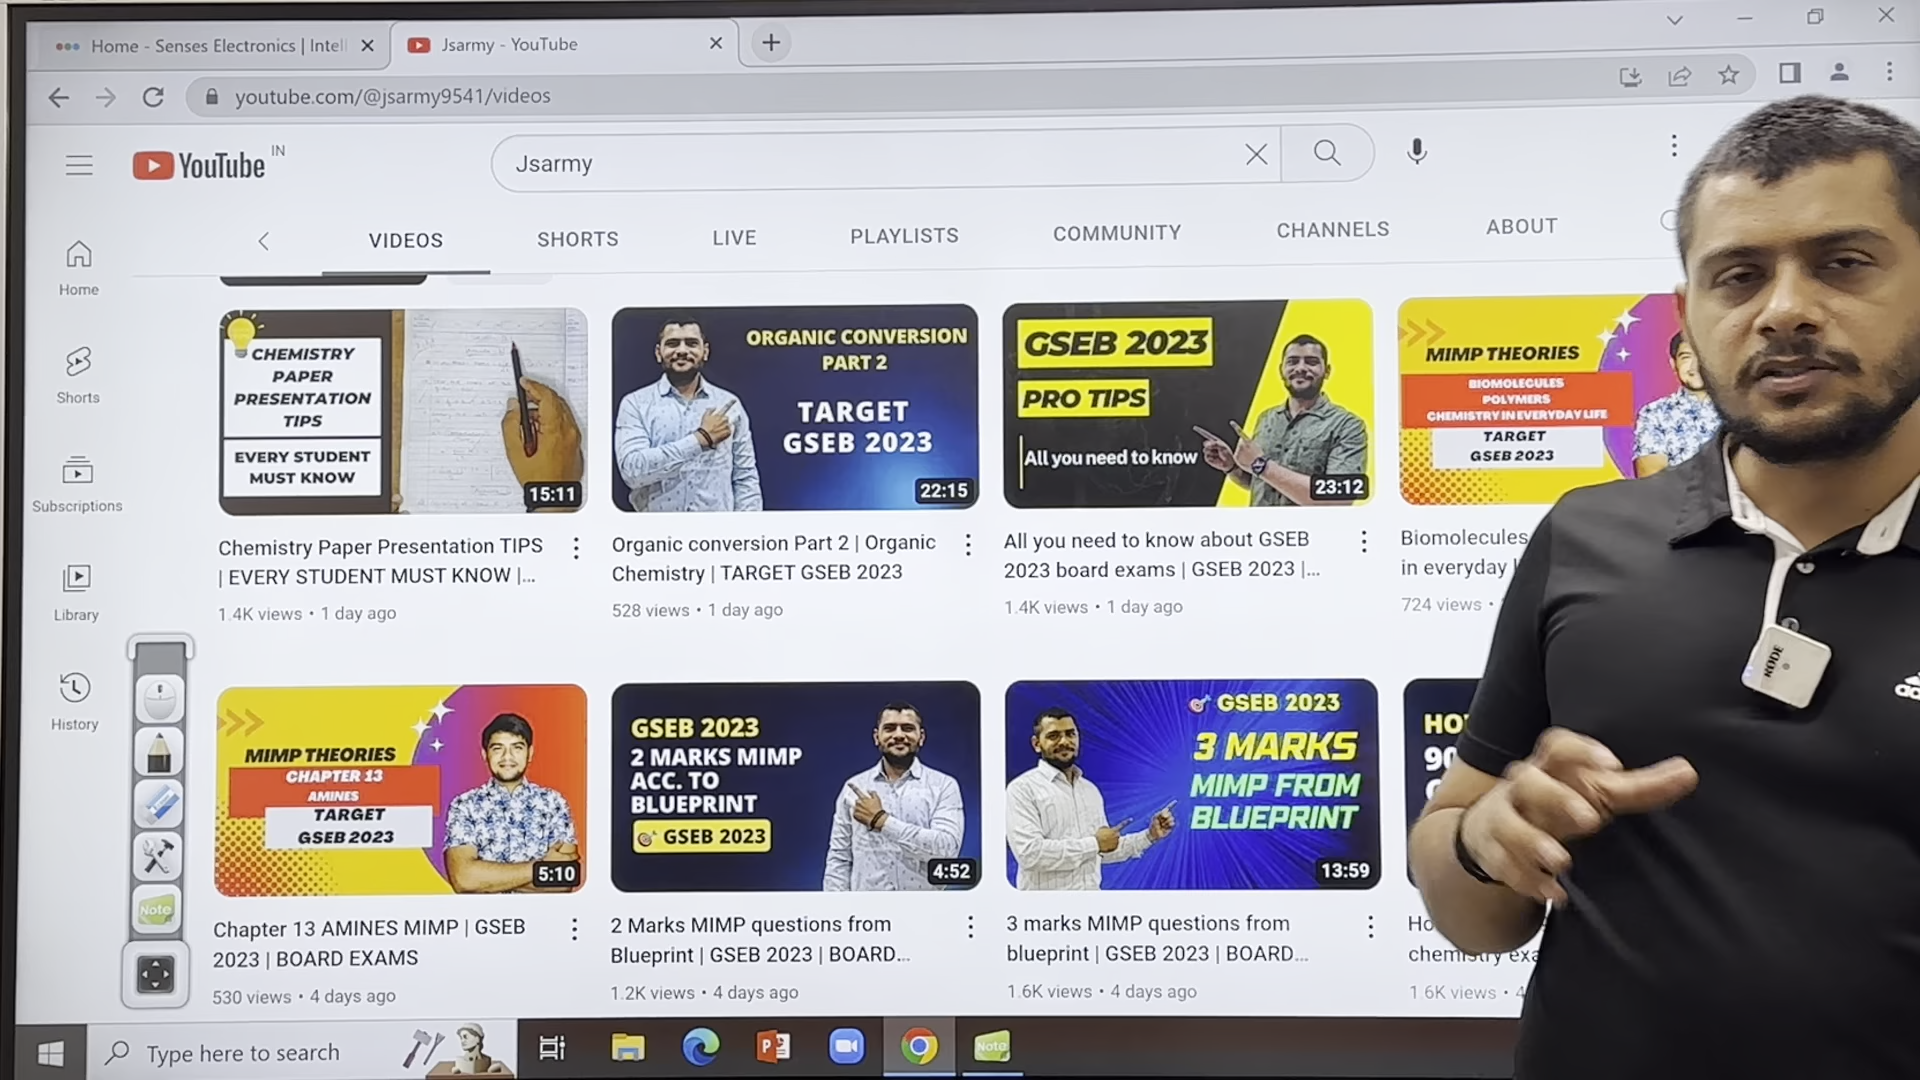 Home - Senses Electronics | Intel
Jsarmy - YouTube
youtube.com/@jsarmy9541/videos
YouTube IN
Jsarmy
VIDEOS
SHORTS
LIVE
PLAYLISTS
COMMUNITY
CHANNELS
ABOUT
Home
Shorts
Subscriptions
Library
History
CHEMISTRY
PAPER
PRESENTATION
TIPS
EVERY STUDENT
MUST KNOW
15:11
Chemistry Paper Presentation TIPS
| EVERY STUDENT MUST KNOW |...
1.4K views • 1 day ago
ORGANIC CONVERSION
PART 2
TARGET
GSEB 2023
22:15
Organic conversion Part 2 | Organic
Chemistry | TARGET GSEB 2023
528 views • 1 day ago
GSEB 2023
PRO TIPS
All you need to know
23:12
All you need to know about GSEB
2023 board exams | GSEB 2023 |...
1.4K views • 1 day ago
MIMP THEORIES
BIOMOLECULES
POLYMERS
CHEMISTRY IN EVERYDAY LIFE
TARGET
GSEB 2023
Biomolecules
in everyday
724 views •
MIMP THEORIES
CHAPTER 13
AMINES
TARGET
GSEB 2023
5:10
Chapter 13 AMINES MIMP | GSEB
2023 | BOARD EXAMS
530 views • 4 days ago
GSEB 2023
2 MARKS MIMP
ACC. TO
BLUEPRINT
GSEB 2023
4:52
2 Marks MIMP questions from
Blueprint | GSEB 2023 | BOARD...
1.2K views • 4 days ago
GSEB 2023
3 MARKS
MIMP FROM
BLUEPRINT
13:59
3 marks MIMP questions from
blueprint | GSEB 2023 | BOARD...
1.6K views • 4 days ago
HO
90
Ho
chemistry exa
1.6K views • 4
RODE
Note
Type here to search
Note